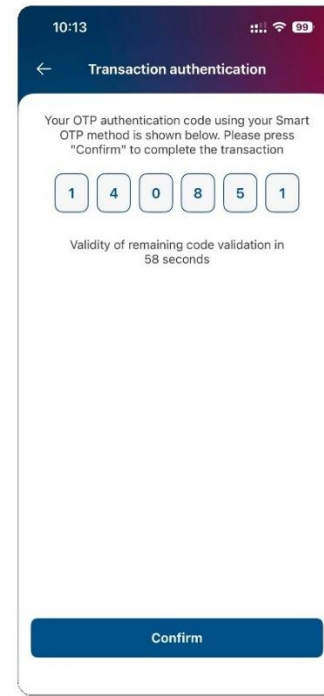 10:13
99
Transaction authentication
Your OTP authentication code using your Smart
OTP method is shown below. Please press
"Confirm" to complete the transaction
1 4 0 8 5 1
Validity of remaining code validation in
58 seconds
Confirm